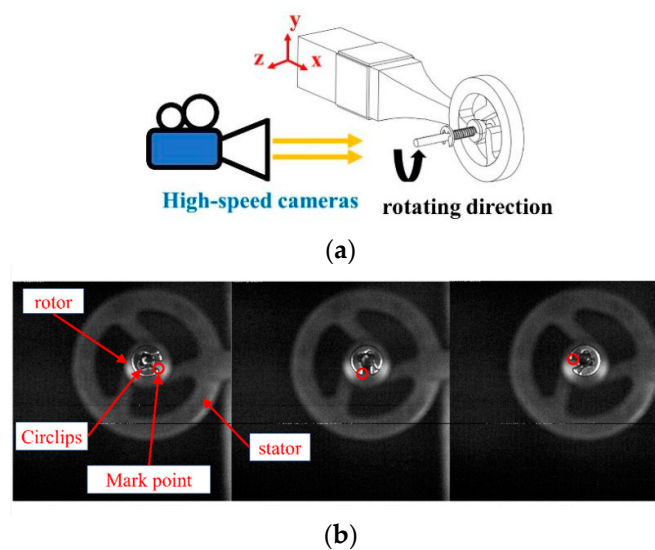 y
z
x
High-speed cameras
rotating direction
(a)
rotor
Circlips
Mark point
stator
(b)